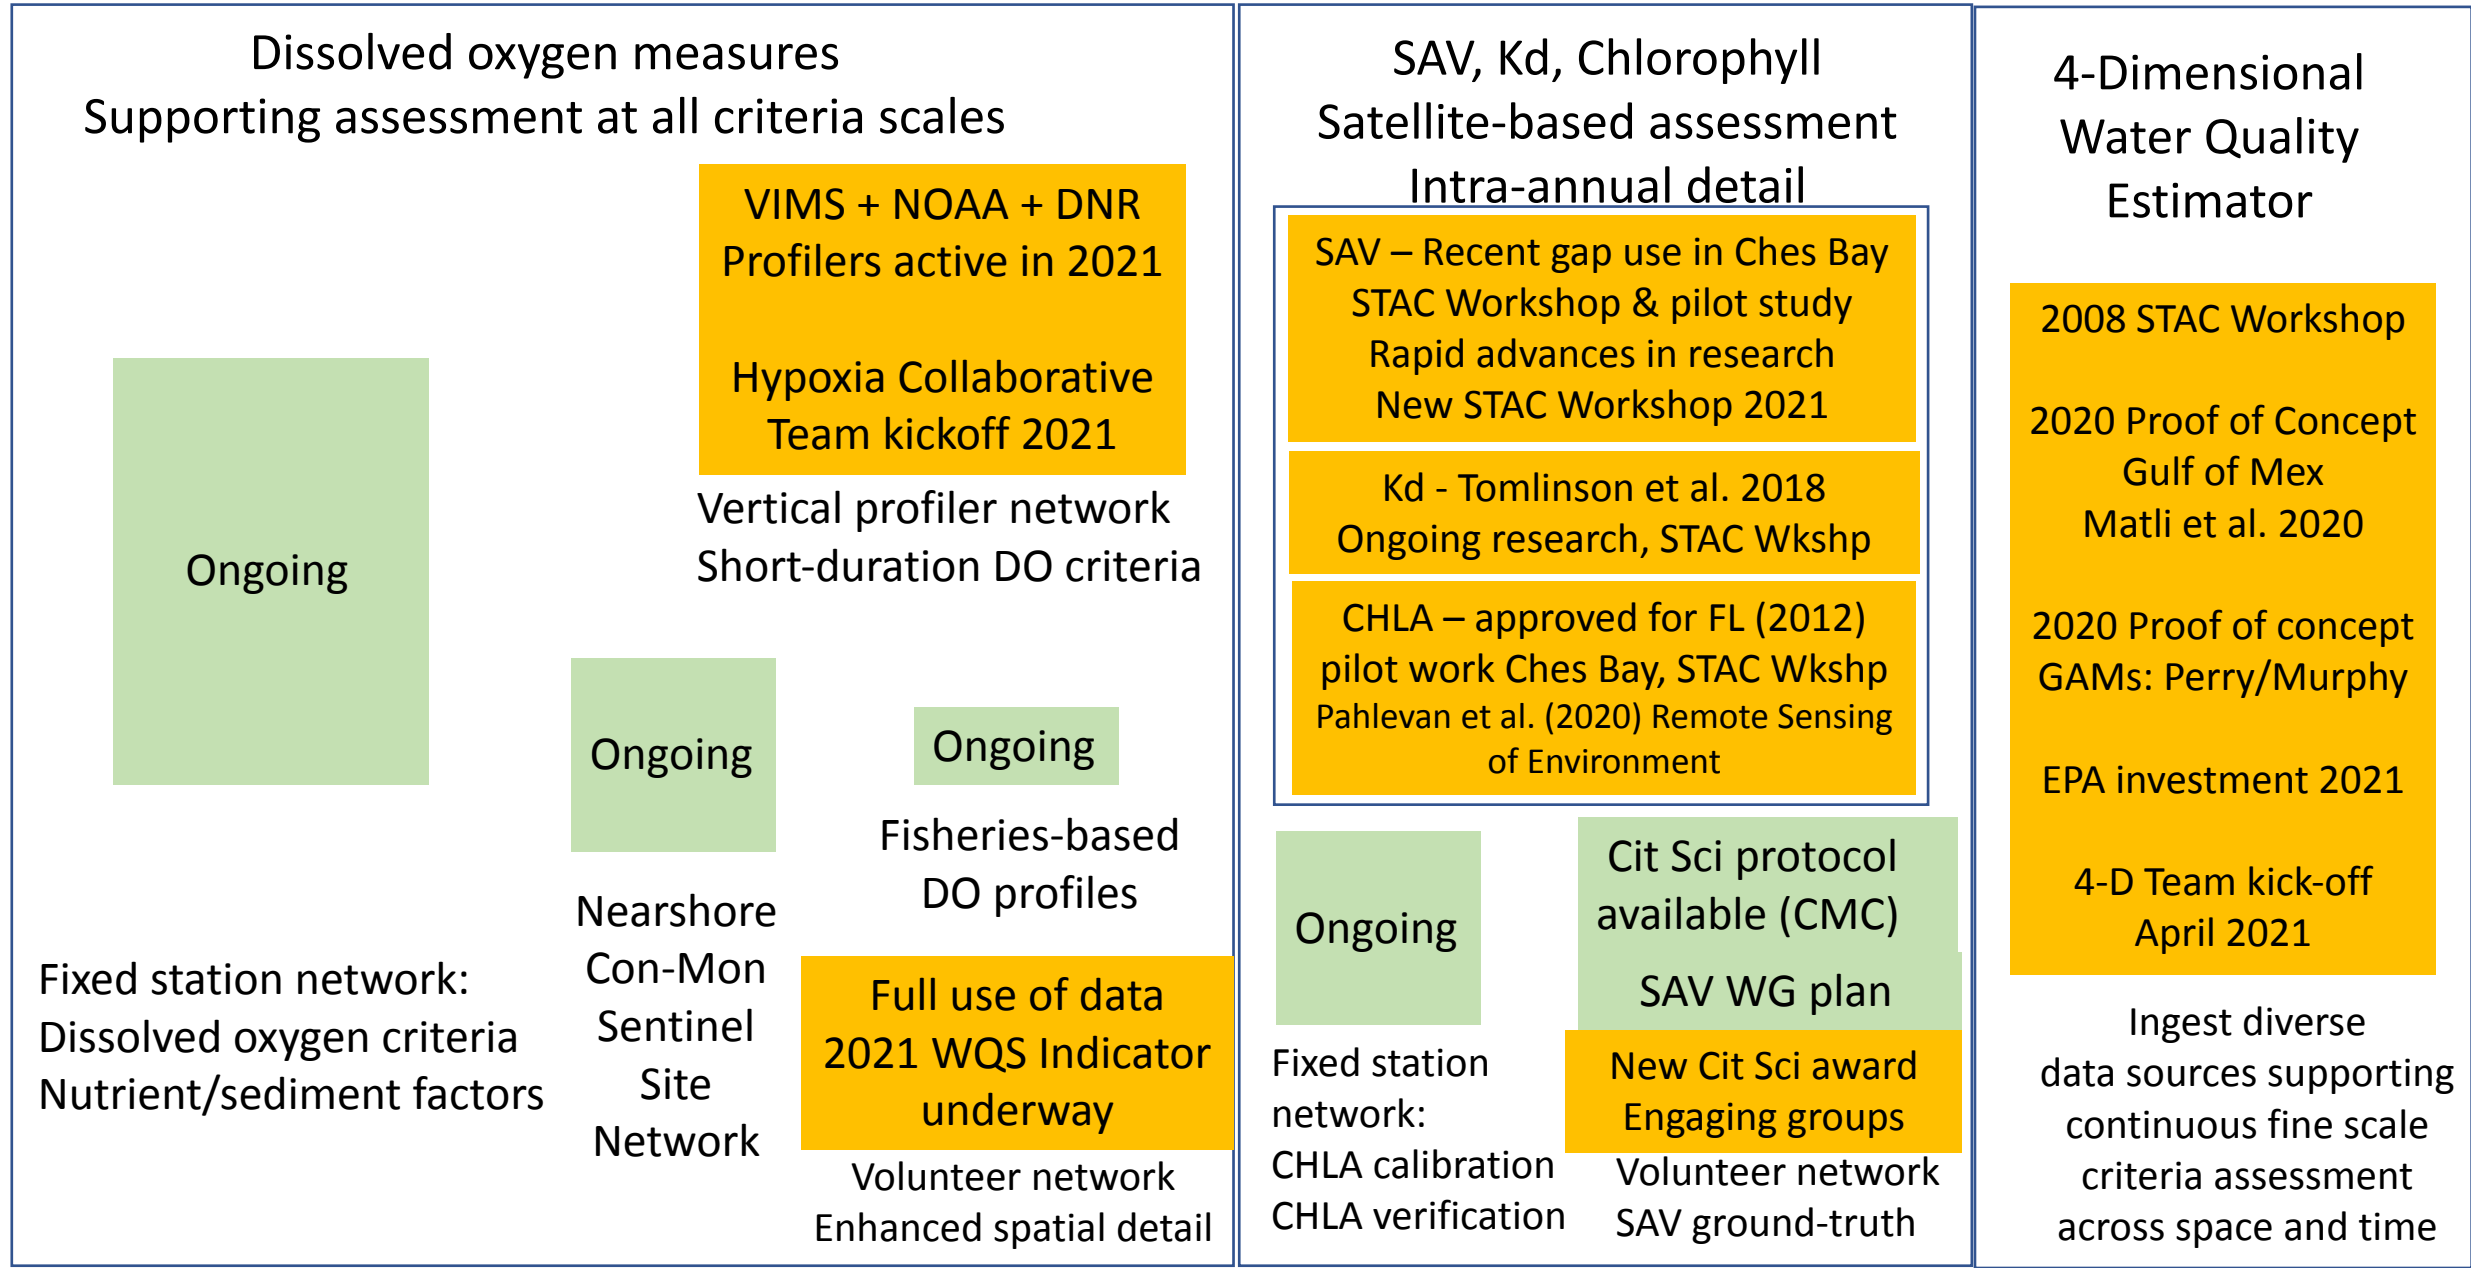 Dissolved oxygen measures
Supporting assessment at all criteria scales
VIMS + NOAA + DNR
Profilers active in 2021
Hypoxia Collaborative
Team kickoff 2021
Vertical profiler network
Short-duration DO criteria
Ongoing
Fixed station network:
Dissolved oxygen criteria
Nutrient/sediment factors
Ongoing
Nearshore
Con-Mon
Sentinel
Site
Network
Ongoing
Fisheries-based
DO profiles
Full use of data
2021 WQS Indicator
underway
Volunteer network
Enhanced spatial detail
SAV, Kd, Chlorophyll
Satellite-based assessment
Intra-annual detail
SAV – Recent gap use in Ches Bay
STAC Workshop & pilot study
Rapid advances in research
New STAC Workshop 2021
Kd - Tomlinson et al. 2018
Ongoing research, STAC Wkshp
CHLA – approved for FL (2012)
pilot work Ches Bay, STAC Wkshp
Pahlevan et al. (2020) Remote Sensing
of Environment
Ongoing
Fixed station
network:
CHLA calibration
CHLA verification
Cit Sci protocol
available (CMC)
SAV WG plan
New Cit Sci award
Engaging groups
Volunteer network
SAV ground-truth
4-Dimensional
Water Quality
Estimator
2008 STAC Workshop
2020 Proof of Concept
Gulf of Mex
Matli et al. 2020
2020 Proof of concept
GAMs: Perry/Murphy
EPA investment 2021
4-D Team kick-off
April 2021
Ingest diverse
data sources supporting
continuous fine scale
criteria assessment
across space and time